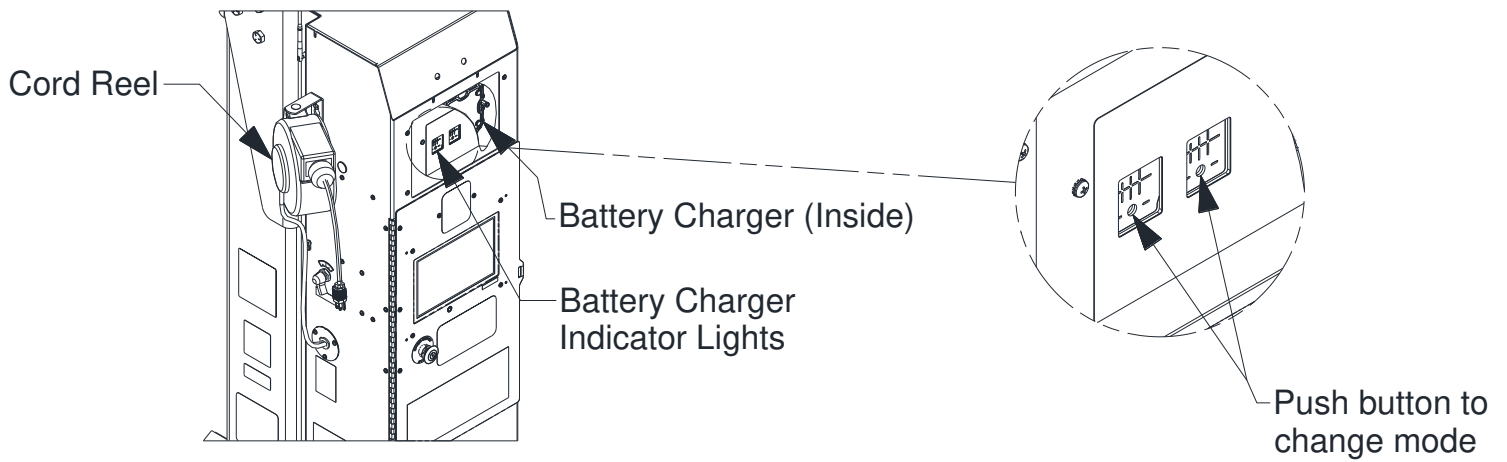 Cord Reel
Battery Charger (Inside)
Battery Charger
Indicator Lights
Push button to
change mode